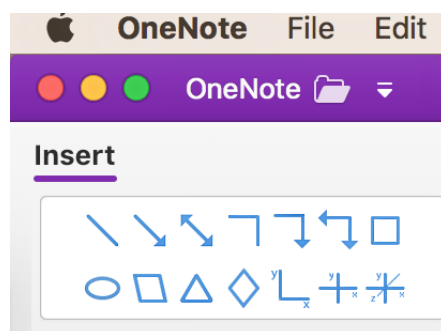 OneNote File Edit
OneNote
Insert
y x y x y z x